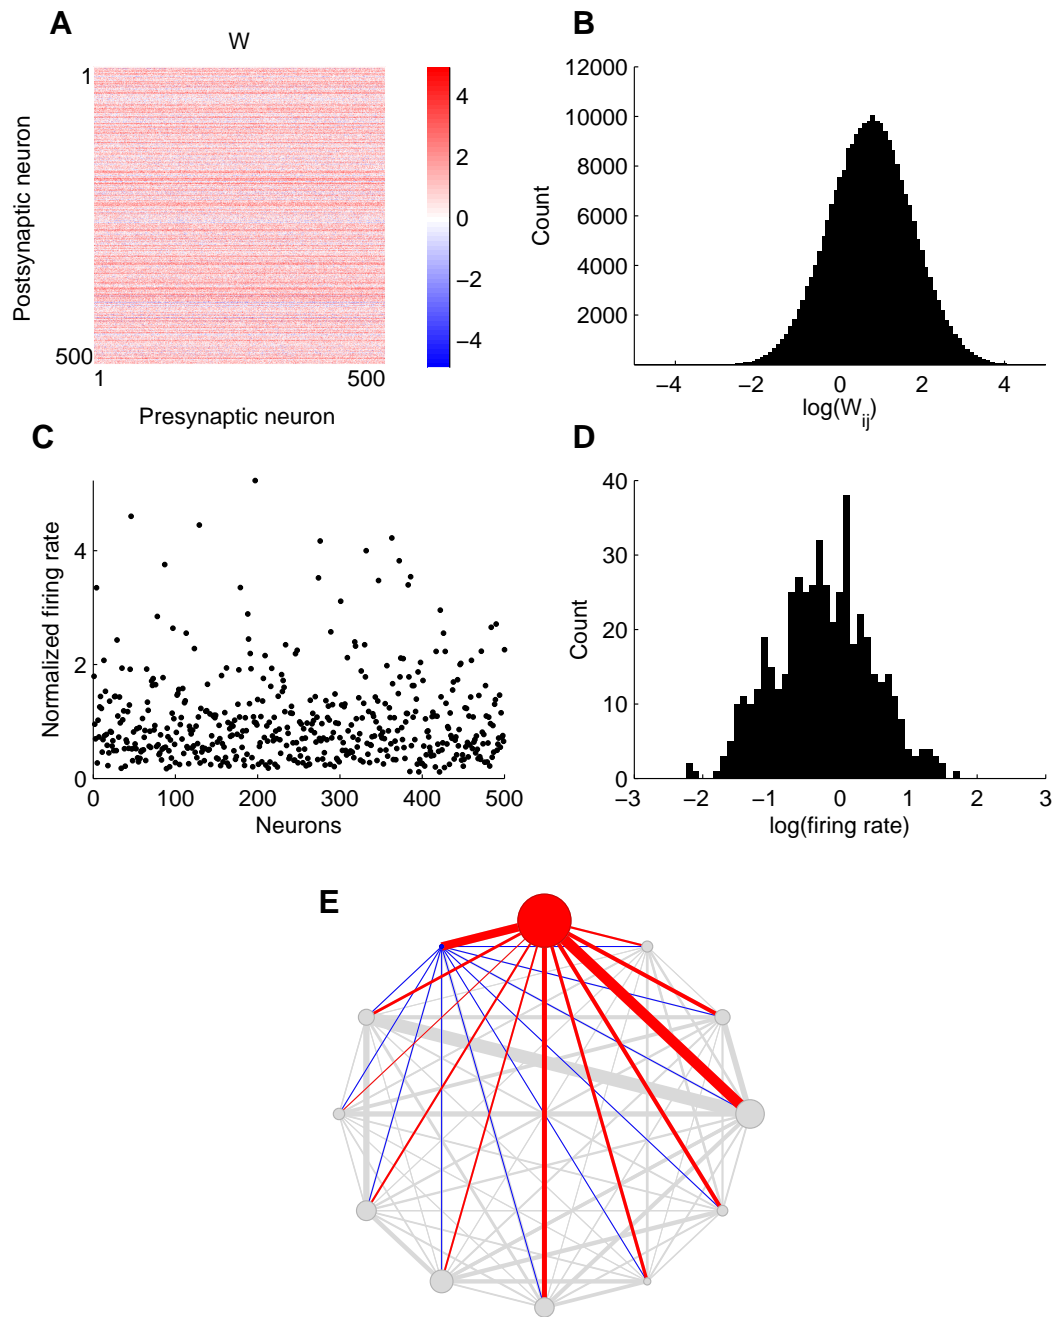 A
W
1
500
1
500
Postsynaptic neuron
Presynaptic neuron
4
2
0
−2
−4
B
12000
10000
8000
6000
4000
2000
Count
−4
−2
0
2
4
log(W_ij)
C
4
2
0
Normalized firing rate
0
100
200
300
400
500
Neurons
D
40
30
20
10
0
Count
−3
−2
−1
0
1
2
3
log(firing rate)
E